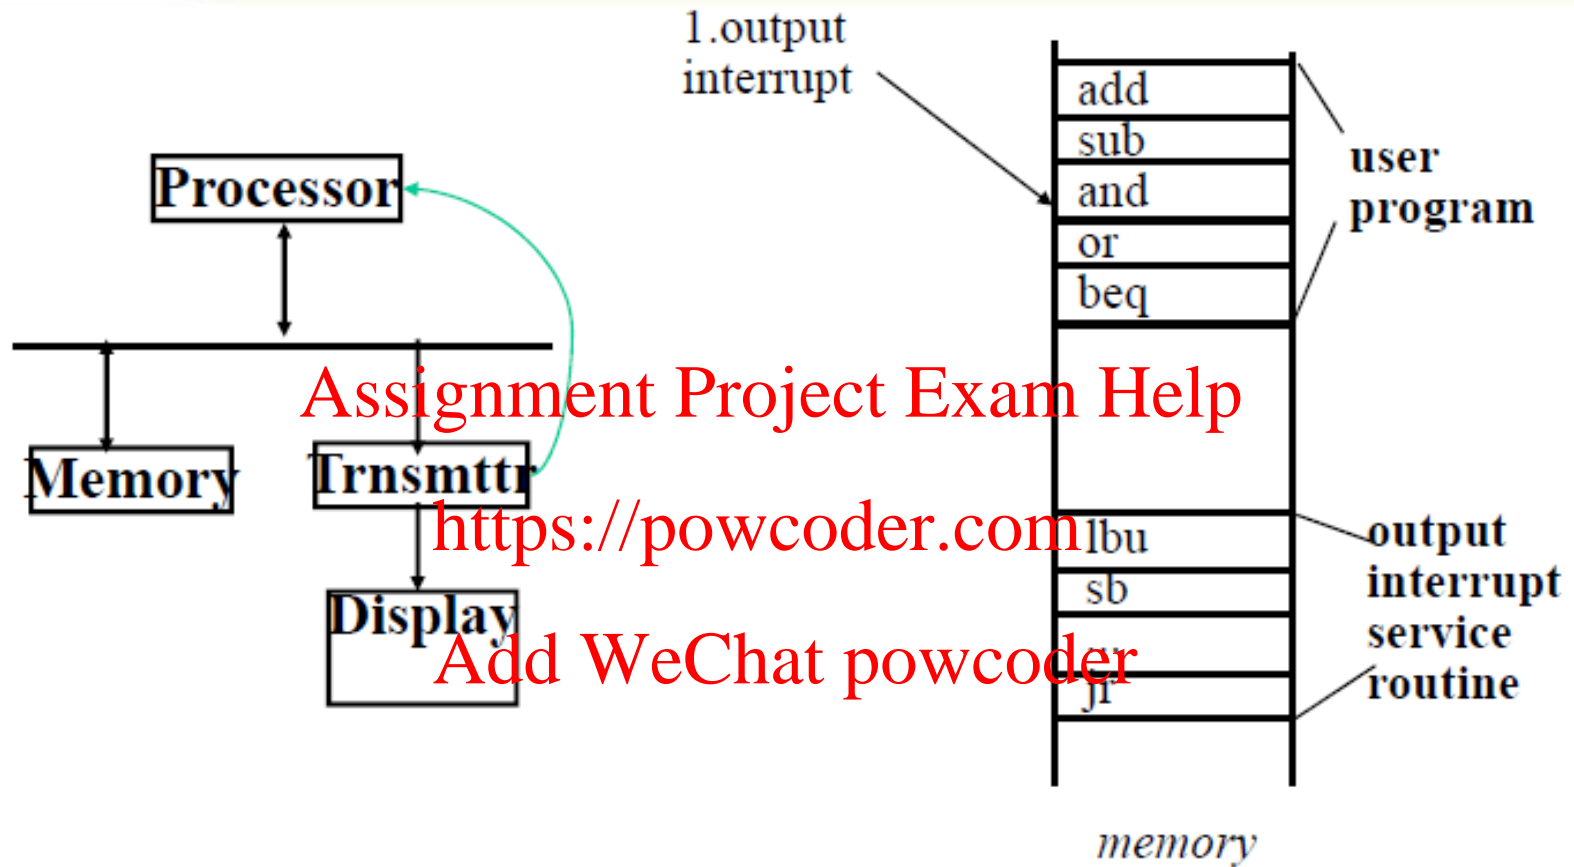 1.output
interrupt
add
sub
and
or
beq
user
program
Processor
Memory
Trnsmttr
Display
Assignment Project Exam Help
https://powcoder.com
Add WeChat powcoder
lbu
sb
...
jr
output
interrupt
service
routine
memory